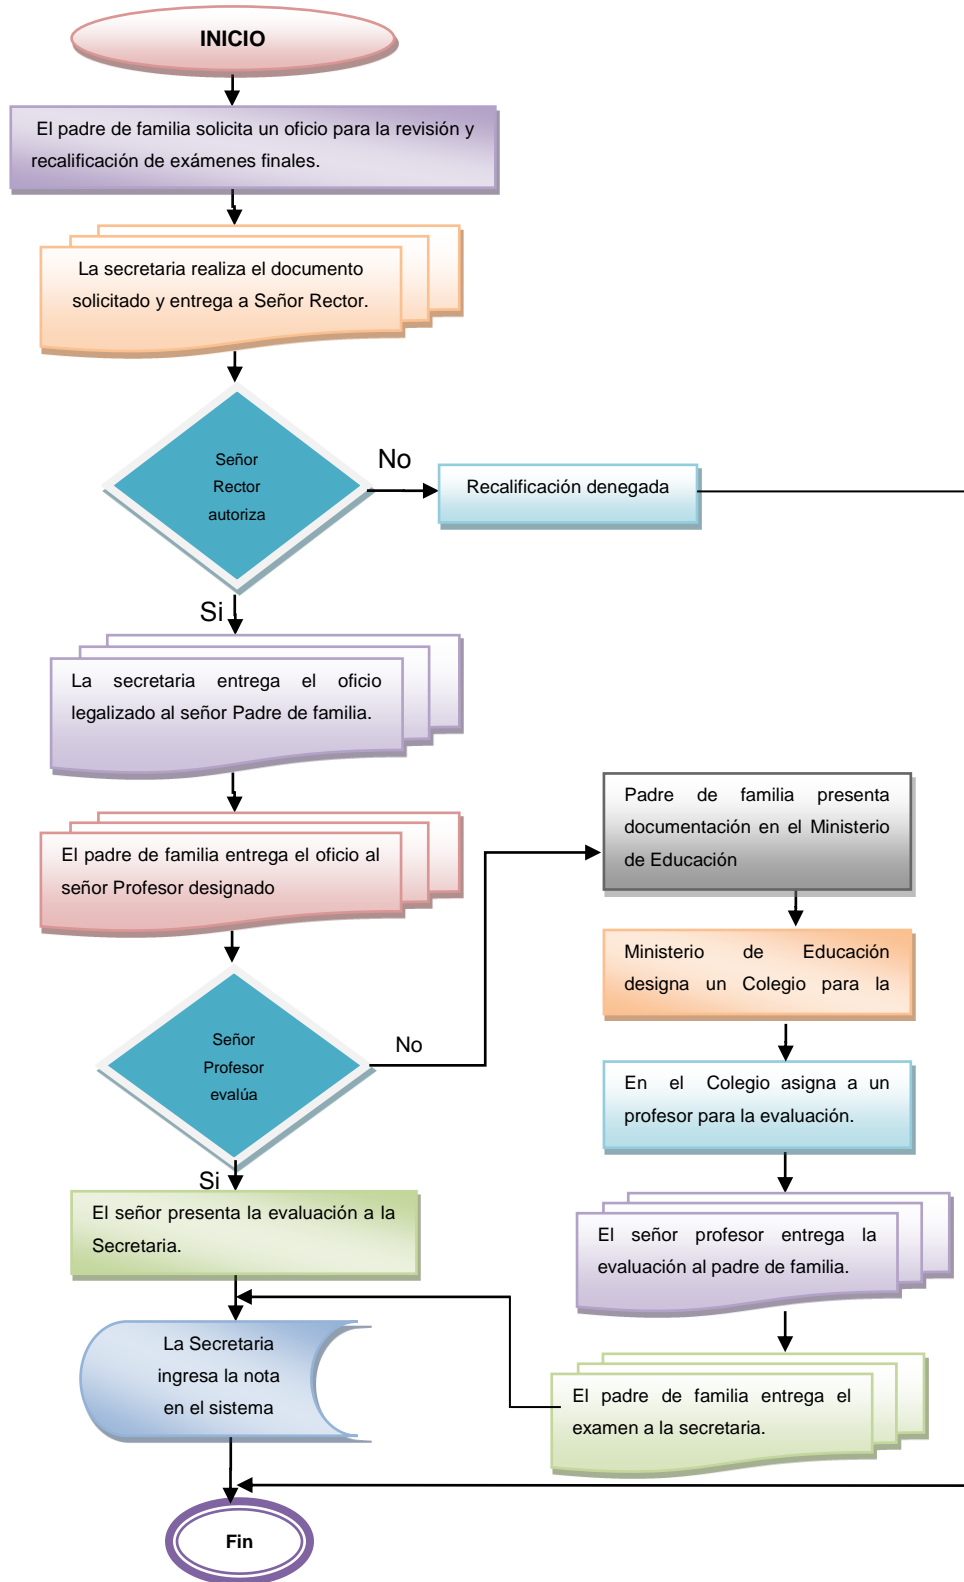 INICIO
El padre de familia solicita un oficio para la revisión y
recalificación de exámenes finales.
La secretaria realiza el documento
solicitado y entrega a Señor Rector.
Señor
Rector
autoriza
No
Recalificación denegada
Si
La secretaria entrega el oficio
legalizado al señor Padre de familia.
El padre de familia entrega el oficio al
señor Profesor designado
Señor
Profesor
evalúa
No
Padre de familia presenta
documentación en el Ministerio
de Educación
Ministerio de Educación
designa un Colegio para la
En el Colegio asigna a un
profesor para la evaluación.
El señor profesor entrega la
evaluación al padre de familia.
El padre de familia entrega el
examen a la secretaria.
Si
El señor presenta la evaluación a la
Secretaria.
La Secretaria
ingresa la nota
en el sistema
Fin